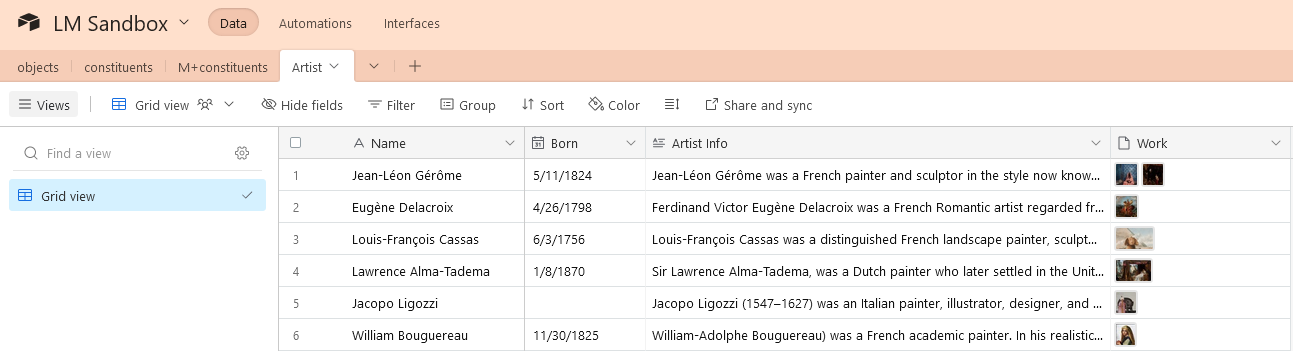 LM Sandbox Data Automations Interfaces
objects constituents M+constituents Artist
Views Grid view Hide fields Filter Group Sort Color Share and sync
Find a view
Grid view
Name Born Artist Info Work
1 Jean-Léon Gérôme 5/11/1824 Jean-Léon Gérôme was a French painter and sculptor in the style now know...
2 Eugène Delacroix 4/26/1798 Ferdinand Victor Eugène Delacroix was a French Romantic artist regarded fr...
3 Louis-François Cassas 6/3/1756 Louis-François Cassas was a distinguished French landscape painter, sculpt...
4 Lawrence Alma-Tadema 1/8/1870 Sir Lawrence Alma-Tadema, was a Dutch painter who later settled in the Unit...
5 Jacopo Ligozzi Jacopo Ligozzi (1547–1627) was an Italian painter, illustrator, designer, and ...
6 William Bouguereau 11/30/1825 William-Adolphe Bouguereau) was a French academic painter. In his realistic...